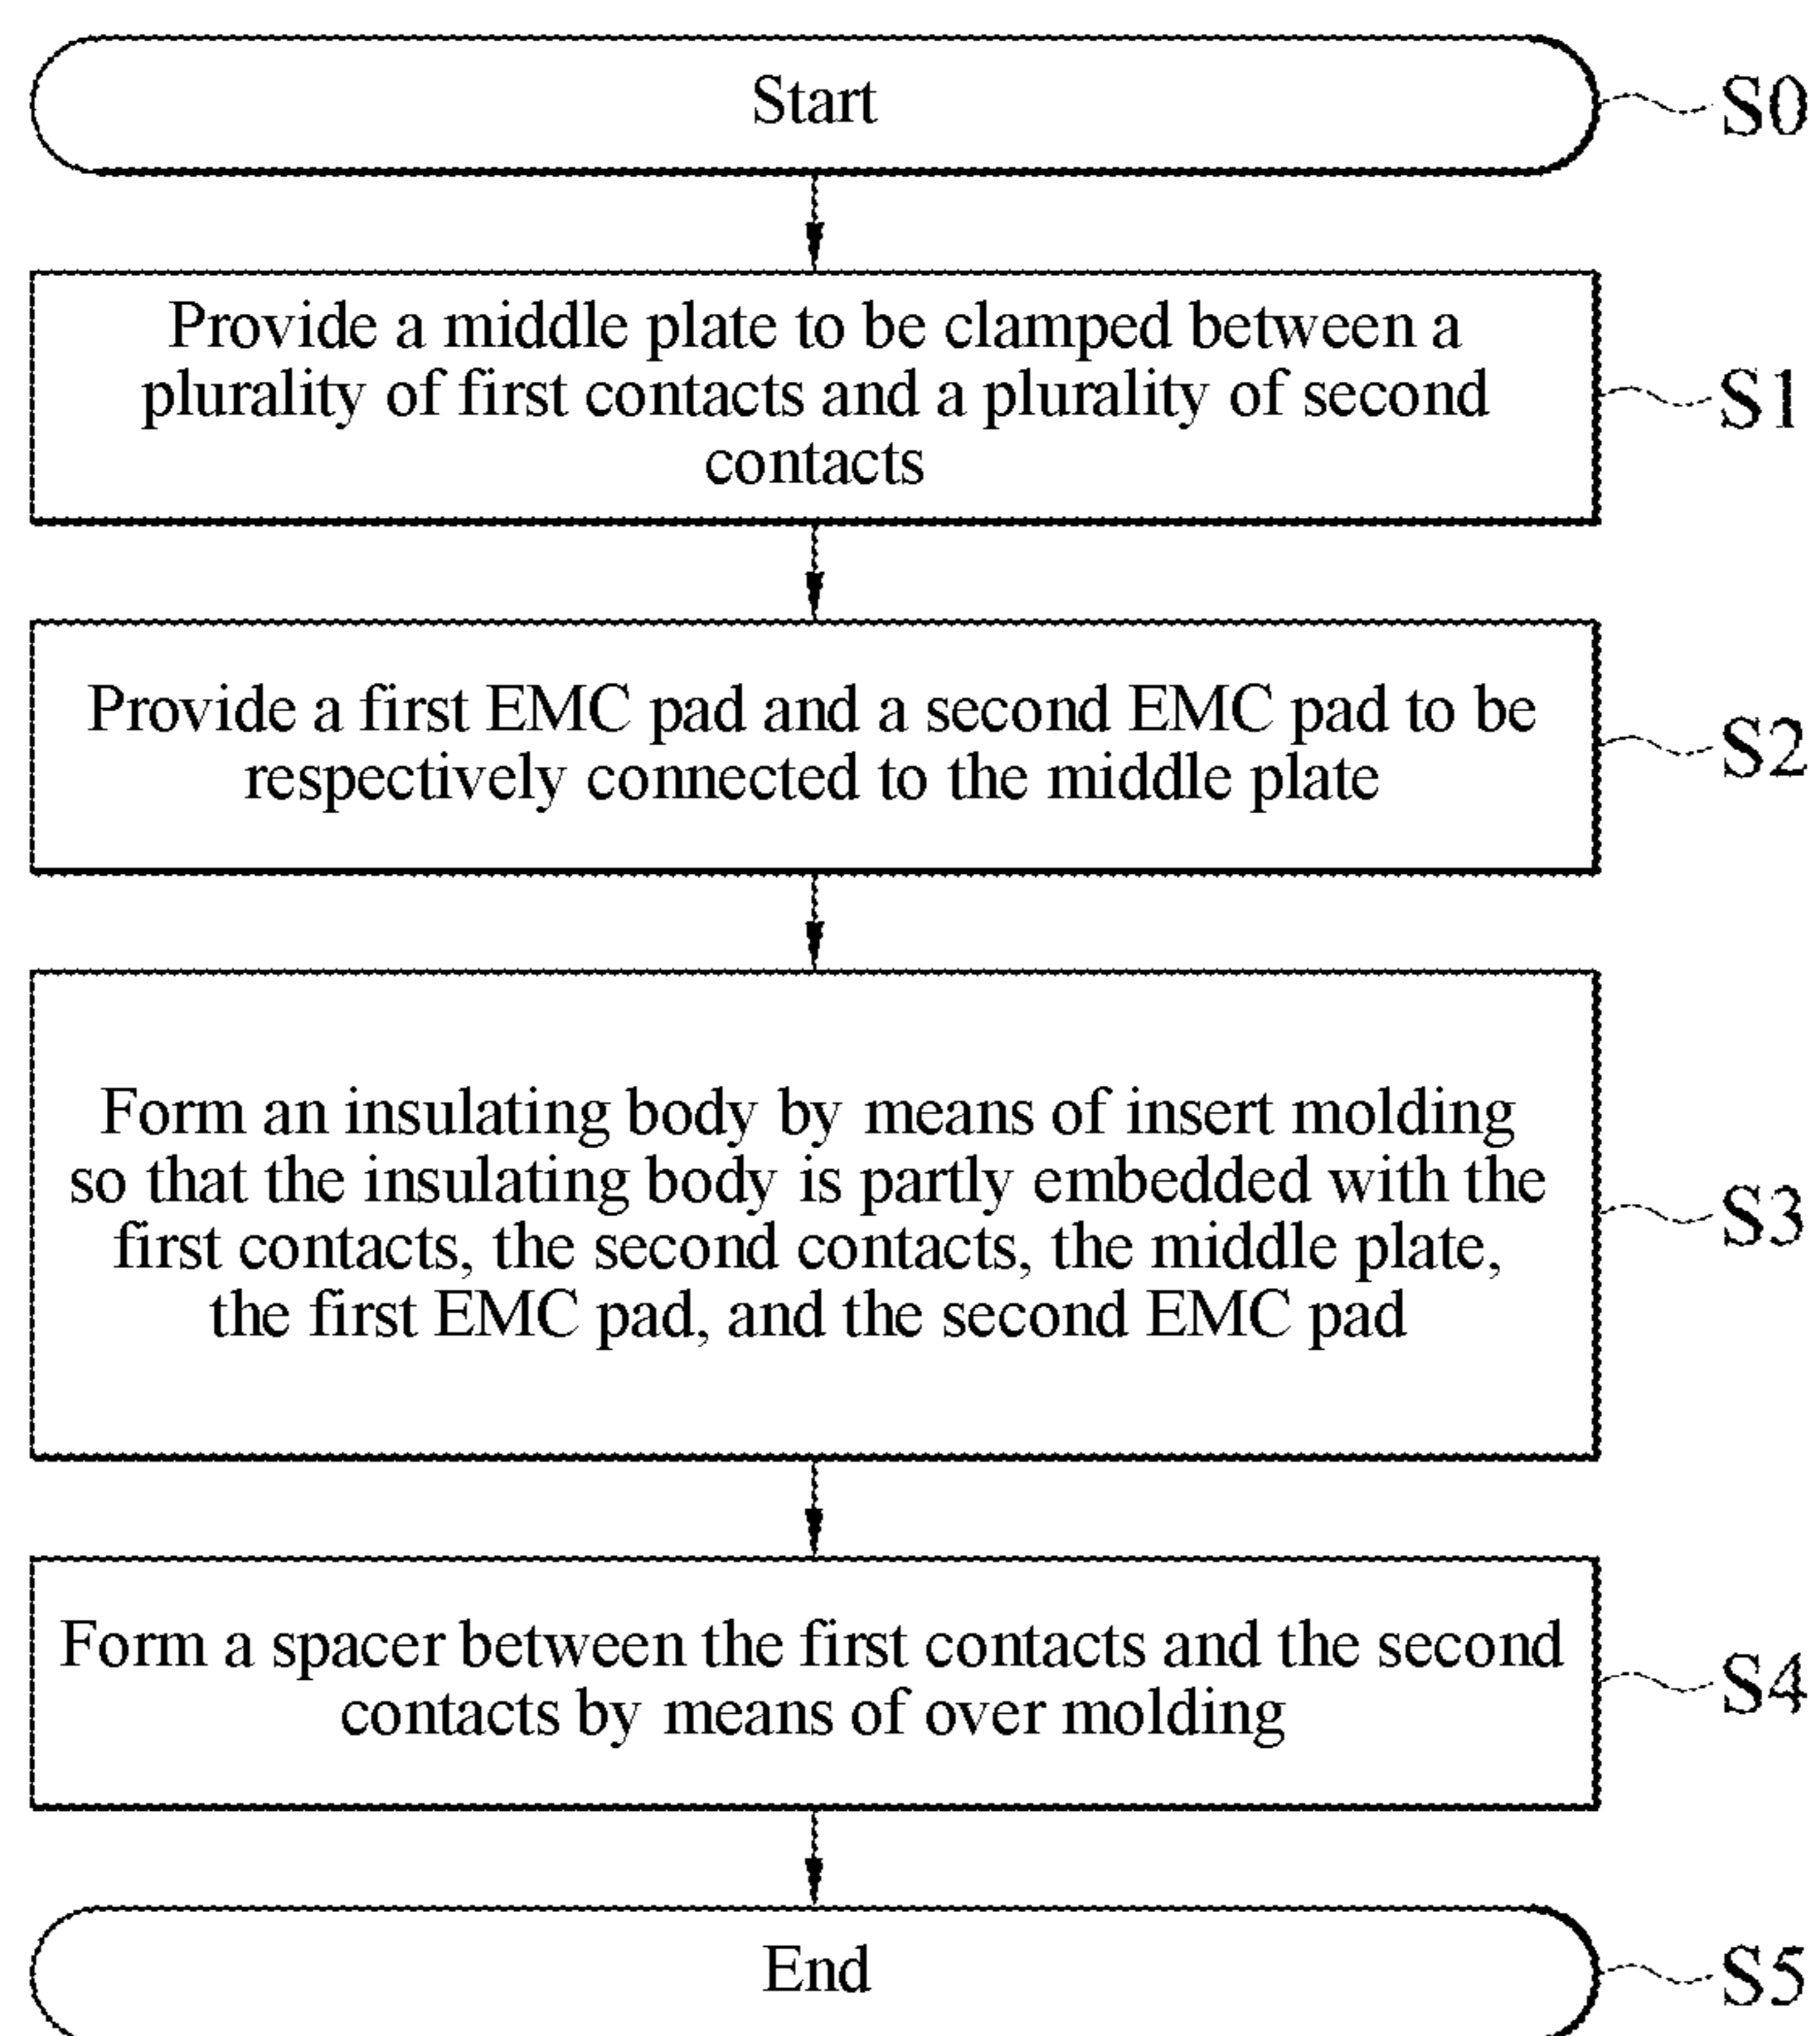 Start
S0
Provide a middle plate to be clamped between a
plurality of first contacts and a plurality of second
contacts
S1
Provide a first EMC pad and a second EMC pad to be
respectively connected to the middle plate
S2
Form an insulating body by means of insert molding
so that the insulating body is partly embedded with the
first contacts, the second contacts, the middle plate,
the first EMC pad, and the second EMC pad
S3
Form a spacer between the first contacts and the second
contacts by means of over molding
S4
End
S5